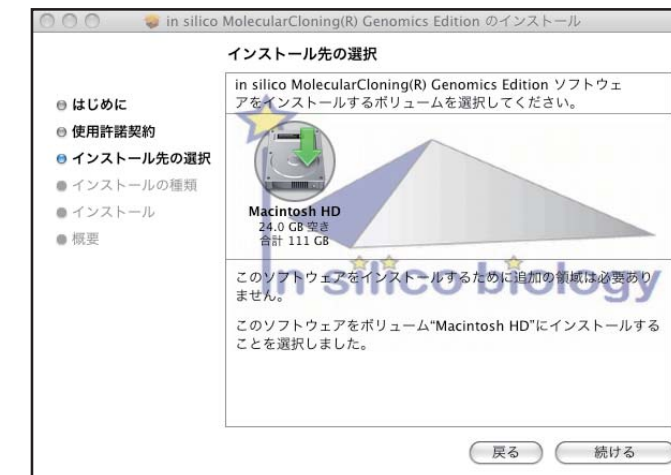 in silico MolecularCloning(R) Genomics Edition のインストール
インストール先の選択
はじめに
使用許諾契約
インストール先の選択
インストールの種類
インストール
概要
in silico MolecularCloning(R) Genomics Edition ソフトウェ
アをインストールするボリュームを選択してください。
Macintosh HD
24.0 GB 空き
合計 111 GB
in silico biology
このソフトウェアをインストールするために追加の領域は必要あり
ません。
このソフトウェアをボリューム“Macintosh HD”にインストールする
ことを選択しました。
戻る
続ける